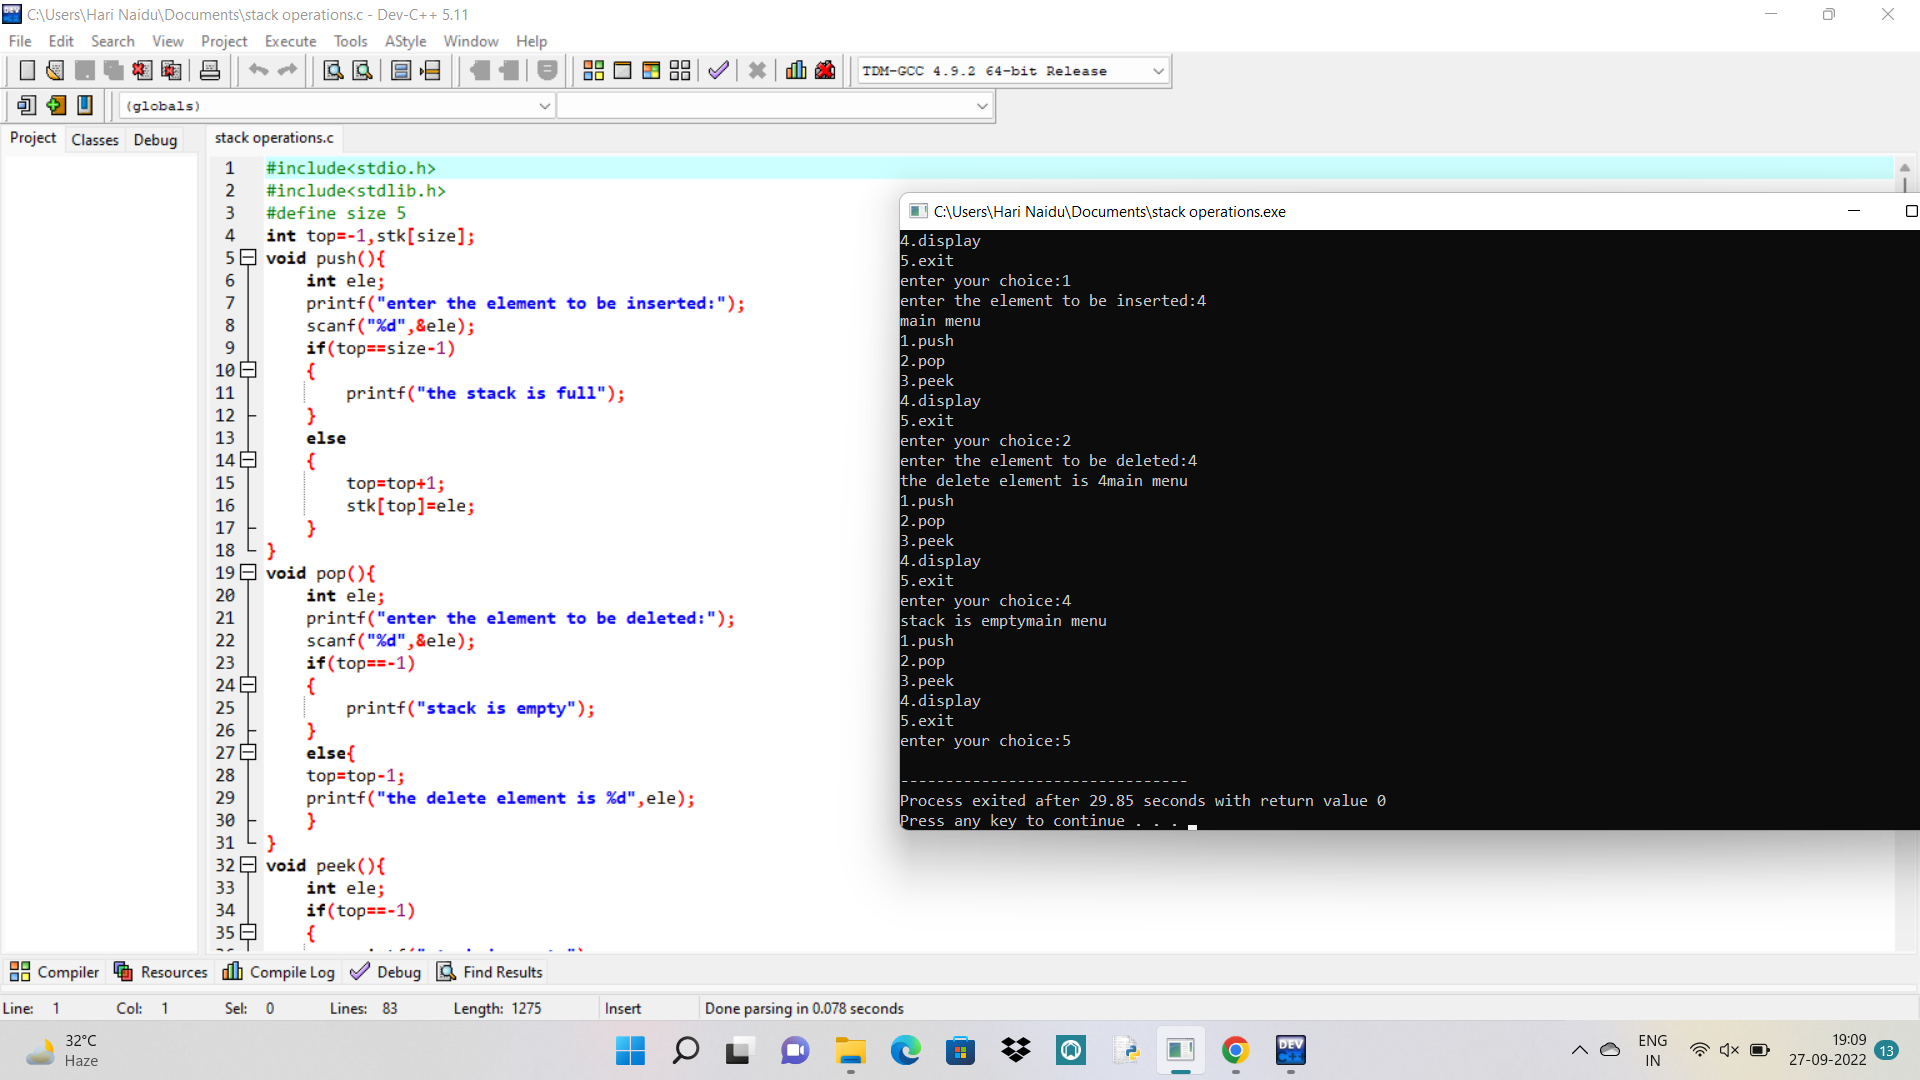 C:\Users\Hari Naidu\Documents\stack operations.c - Dev-C++ 5.11
File Edit Search View Project Execute Tools AStyle Window Help
TDM-GCC 4.9.2 64-bit Release
(globals)
Project Classes Debug
stack operations.c
1 #include<stdio.h>
2 #include<stdlib.h>
3 #define size 5
4 int top=-1,stk[size];
5 void push(){
6 int ele;
7 printf("enter the element to be inserted:");
8 scanf("%d",&ele);
9 if(top==size-1)
10 {
11 printf("the stack is full");
12 }
13 else
14 {
15 top=top+1;
16 stk[top]=ele;
17 }
18 }
19 void pop(){
20 int ele;
21 printf("enter the element to be deleted:");
22 scanf("%d",&ele);
23 if(top==-1)
24 {
25 printf("stack is empty");
26 }
27 else{
28 top=top-1;
29 printf("the delete element is %d",ele);
30 }
31 }
32 void peek(){
33 int ele;
34 if(top==-1)
35 {
C:\Users\Hari Naidu\Documents\stack operations.exe
4.display
5.exit
enter your choice:1
enter the element to be inserted:4
main menu
1.push
2.pop
3.peek
4.display
5.exit
enter your choice:2
enter the element to be deleted:4
the delete element is 4main menu
1.push
2.pop
3.peek
4.display
5.exit
enter your choice:4
stack is emptymain menu
1.push
2.pop
3.peek
4.display
5.exit
enter your choice:5
--------------------------------
Process exited after 29.85 seconds with return value 0
Press any key to continue . . .
Compiler Resources Compile Log Debug Find Results
Line: 1 Col: 1 Sel: 0 Lines: 83 Length: 1275 Insert Done parsing in 0.078 seconds
32°C
Haze
DEV
C++
ENG
IN
19:09
27-09-2022
13